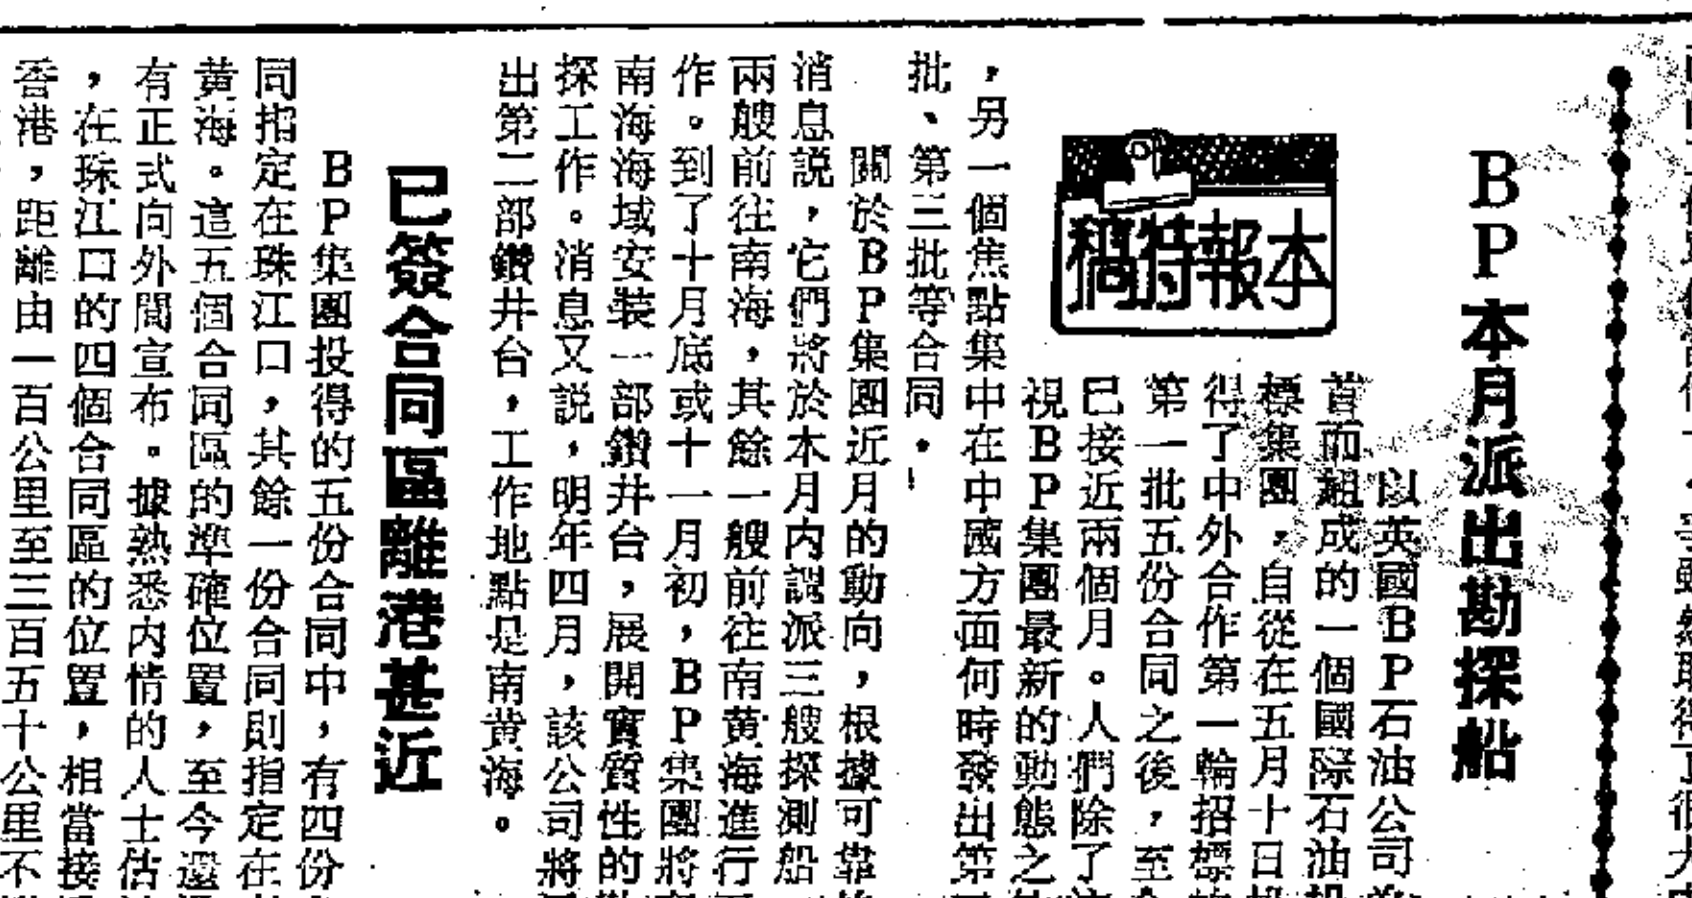 BP本月派出勘探船
本報特稿
以英國BP石油公司
首而組成的一個國際石油
標集團，自從在五月十日
得了中外合作第一輪招標
第一批五份合同之後，至
已接近兩個月。人們除了
視BP集團最新的動態之
，另一個焦點集中在中國方面何時發出第
批、第三批等合同。
關於BP集團近月的動向，根據可靠
消息説，它們將於本月内調派三艘探測船
兩艘前往南海，其餘一艘前往南黄海進行
作。到了十月底或十一月初，BP集團將
南海海域安裝一部鑽井台，展開實質性的
探工作。消息又説，明年四月，該公司將
出第二部鑽井台，工作地點是南黄海。
已簽合同區離港甚近
BP集團投得的五份合同中，有四份
同指定在珠江口，其餘一份合同則指定在
黄海。這五個合同區的準確位置，至今還
有正式向外間宣布。據熟悉内情的人士估
，在珠江口的四個合同區的位置，相當接
香港，距離由一百公里至三百五十公里不